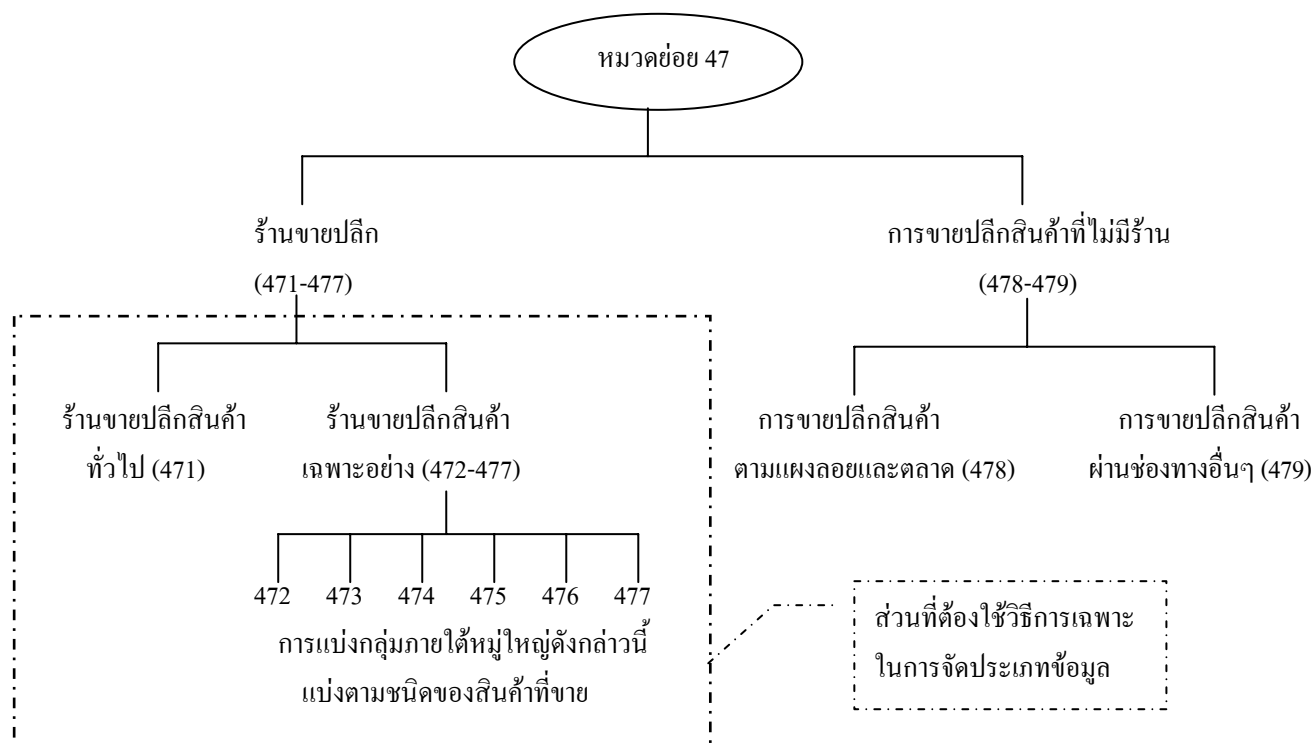 หมวดย่อย 47
ร้านขายปลีก
(471-477)
การขายปลีกสินค้าที่ไม่มีร้าน
(478-479)
ร้านขายปลีกสินค้า
ทั่วไป (471)
ร้านขายปลีกสินค้า
เฉพาะอย่าง (472-477)
การขายปลีกสินค้า
ตามแผงลอยและตลาด (478)
การขายปลีกสินค้า
ผ่านช่องทางอื่นๆ (479)
472 473 474 475 476 477
การแบ่งกลุ่มภายใต้หมู่ใหญ่ดังกล่าวนี้
แบ่งตามชนิดของสินค้าที่ขาย
ส่วนที่ต้องใช้วิธีการเฉพาะ
ในการจัดประเภทข้อมูล